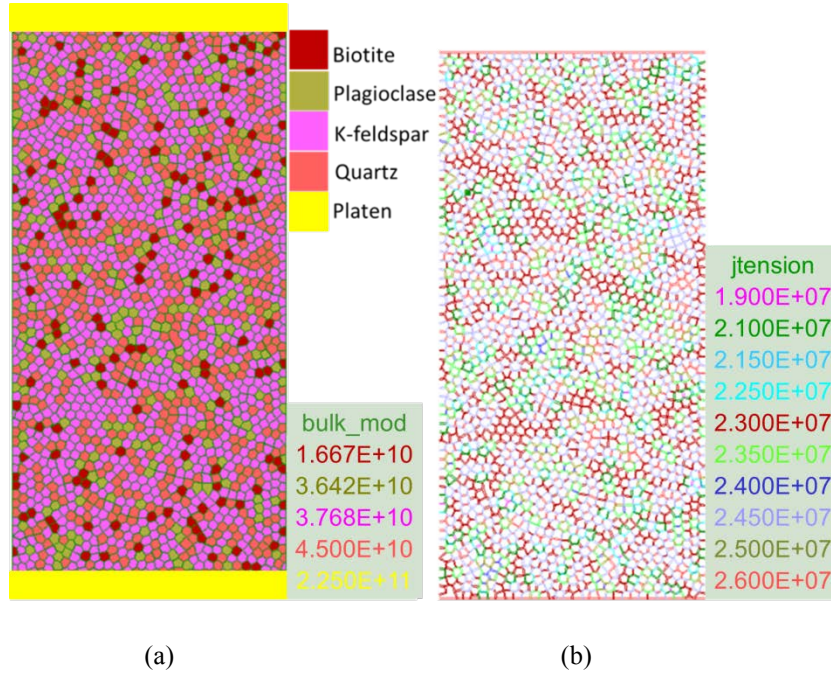 Biotite
Plagioclase
K-feldspar
Quartz
Platen
bulk_mod
1.667E+10
3.642E+10
3.768E+10
4.500E+10
2.250E+11
jtension
1.900E+07
2.100E+07
2.150E+07
2.250E+07
2.300E+07
2.350E+07
2.400E+07
2.450E+07
2.500E+07
2.600E+07
(a)
(b)